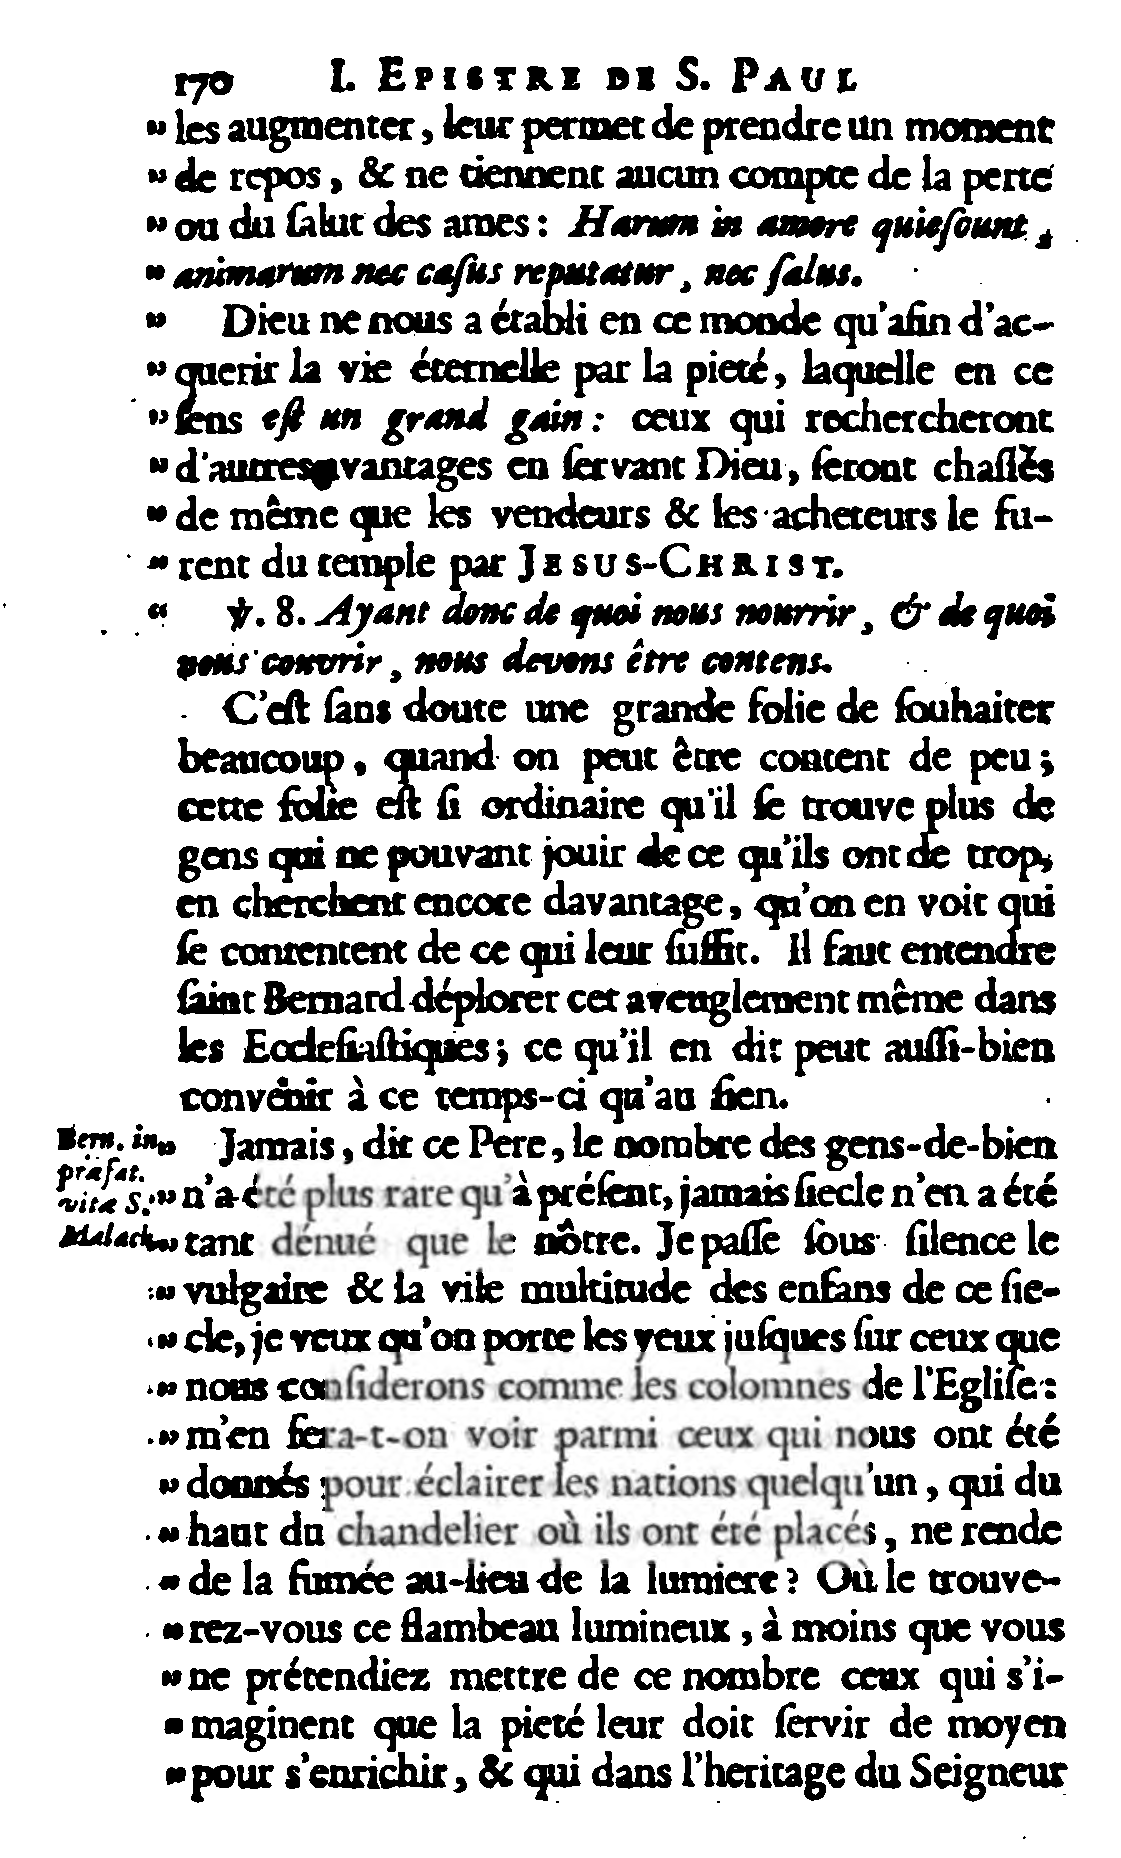 170 I. EPISTRE DE S. PAUL
” les augmenter, leur permet de prendre un moment
” de repos, & ne tiennent aucun compte de la perte
” ou du ſalut des ames : Harum in amore quieſcunt,
” animarum nec caſus reputatur, nec ſalus.
” Dieu ne nous a établi en ce monde qu'afin d'ac-
” querir la vie éternelle par la pieté, laquelle en ce
” ſens eſt un grand gain : ceux qui rechercheront
” d'autres avantages en ſervant Dieu, ſeront chaſſés
” de même que les vendeurs & les acheteurs le fu-
” rent du temple par JESUS-CHRIST.
“ ℣. 8. Ayant donc de quoi nous nourrir, & de quoi
nous couvrir, nous devons être contens.
C'eſt ſans doute une grande folie de ſouhaiter
beaucoup, quand on peut être content de peu ;
cette folie eſt ſi ordinaire qu'il ſe trouve plus de
gens qui ne pouvant jouir de ce qu'ils ont de trop,
en cherchent encore davantage, qu'on en voit qui
ſe contentent de ce qui leur ſuffit. Il faut entendre
ſaint Bernard déplorer cet aveuglement même dans
les Eccleſiaſtiques ; ce qu'il en dit peut auſſi-bien
convenir à ce temps-ci qu'au ſien.
Bern. in ” Jamais, dit ce Pere, le nombre des gens-de-bien
præfat.
vitæ S. ” n'a été plus rare qu'à préſent, jamais ſiecle n'en a été
Malach. ” tant dénué que le nôtre. Je paſſe ſous ſilence le
” vulgaire & la vile multitude des enfans de ce ſie-
” cle, je veux qu'on porte les yeux juſques ſur ceux que
” nous conſiderons comme les colomnes de l'Egliſe :
” m'en fera-t-on voir parmi ceux qui nous ont été
” donnés pour éclairer les nations quelqu'un, qui du
” haut du chandelier où ils ont été placés, ne rende
” de la fumée au-lieu de la lumiere ? Où le trouve-
” rez-vous ce flambeau lumineux, à moins que vous
” ne prétendiez mettre de ce nombre ceux qui s'i-
” maginent que la pieté leur doit ſervir de moyen
” pour s'enrichir, & qui dans l'heritage du Seigneur